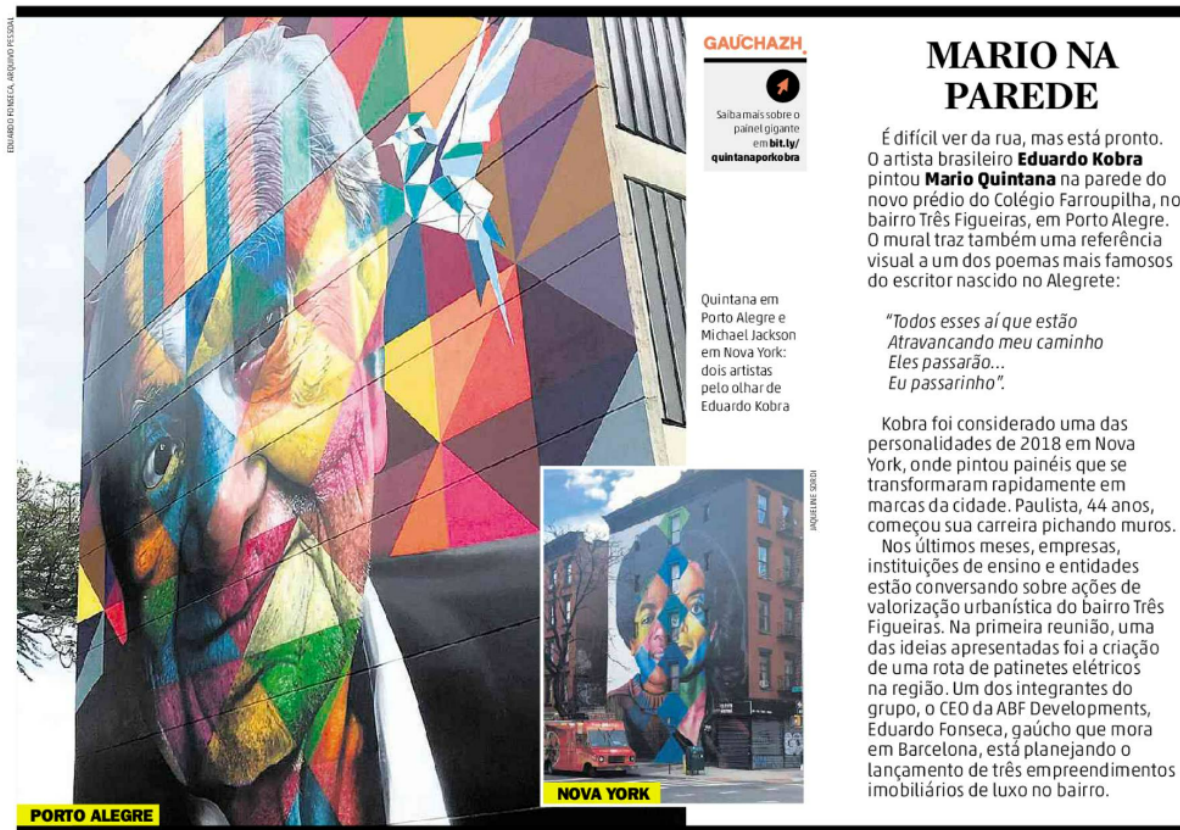 EDUARDO FONSECA, ARQUIVO PESSOAL
PORTO ALEGRE
GAÚCHAZH.
Saiba mais sobre o
painel gigante
em bit.ly/
quintanaporkobra
Quintana em
Porto Alegre e
Michael Jackson
em Nova York:
dois artistas
pelo olhar de
Eduardo Kobra
JAQUELINE SORDI
NOVA YORK
MARIO NA
PAREDE
É difícil ver da rua, mas está pronto.
O artista brasileiro Eduardo Kobra
pintou Mario Quintana na parede do
novo prédio do Colégio Farroupilha, no
bairro Três Figueiras, em Porto Alegre.
O mural traz também uma referência
visual a um dos poemas mais famosos
do escritor nascido no Alegrete:
“Todos esses aí que estão
Atravancando meu caminho
Eles passarão...
Eu passarinho”.
Kobra foi considerado uma das
personalidades de 2018 em Nova
York, onde pintou painéis que se
transformaram rapidamente em
marcas da cidade. Paulista, 44 anos,
começou sua carreira pichando muros.
Nos últimos meses, empresas,
instituições de ensino e entidades
estão conversando sobre ações de
valorização urbanística do bairro Três
Figueiras. Na primeira reunião, uma
das ideias apresentadas foi a criação
de uma rota de patinetes elétricos
na região. Um dos integrantes do
grupo, o CEO da ABF Developments,
Eduardo Fonseca, gaúcho que mora
em Barcelona, está planejando o
lançamento de três empreendimentos
imobiliários de luxo no bairro.